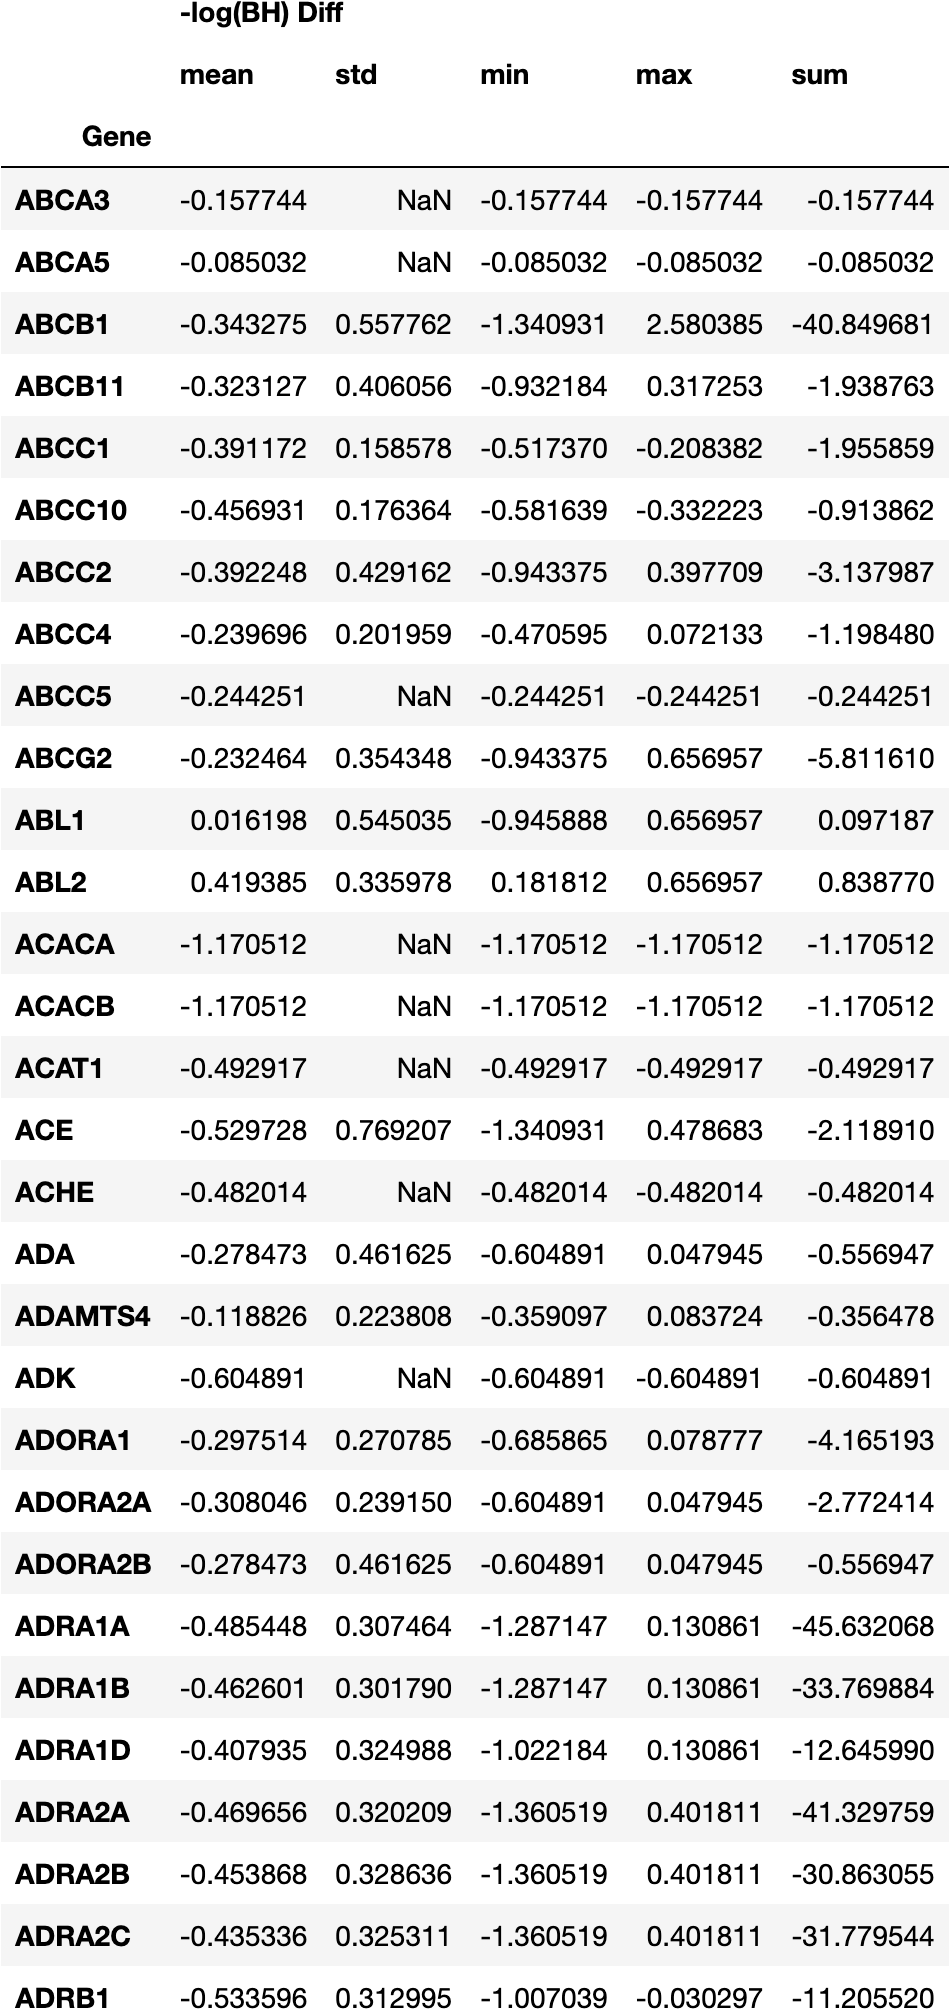 -log(BH) Diff
mean std min max sum
Gene
ABCA3 -0.157744 NaN -0.157744 -0.157744 -0.157744
ABCA5 -0.085032 NaN -0.085032 -0.085032 -0.085032
ABCB1 -0.343275 0.557762 -1.340931 2.580385 -40.849681
ABCB11 -0.323127 0.406056 -0.932184 0.317253 -1.938763
ABCC1 -0.391172 0.158578 -0.517370 -0.208382 -1.955859
ABCC10 -0.456931 0.176364 -0.581639 -0.332223 -0.913862
ABCC2 -0.392248 0.429162 -0.943375 0.397709 -3.137987
ABCC4 -0.239696 0.201959 -0.470595 0.072133 -1.198480
ABCC5 -0.244251 NaN -0.244251 -0.244251 -0.244251
ABCG2 -0.232464 0.354348 -0.943375 0.656957 -5.811610
ABL1 0.016198 0.545035 -0.945888 0.656957 0.097187
ABL2 0.419385 0.335978 0.181812 0.656957 0.838770
ACACA -1.170512 NaN -1.170512 -1.170512 -1.170512
ACACB -1.170512 NaN -1.170512 -1.170512 -1.170512
ACAT1 -0.492917 NaN -0.492917 -0.492917 -0.492917
ACE -0.529728 0.769207 -1.340931 0.478683 -2.118910
ACHE -0.482014 NaN -0.482014 -0.482014 -0.482014
ADA -0.278473 0.461625 -0.604891 0.047945 -0.556947
ADAMTS4 -0.118826 0.223808 -0.359097 0.083724 -0.356478
ADK -0.604891 NaN -0.604891 -0.604891 -0.604891
ADORA1 -0.297514 0.270785 -0.685865 0.078777 -4.165193
ADORA2A -0.308046 0.239150 -0.604891 0.047945 -2.772414
ADORA2B -0.278473 0.461625 -0.604891 0.047945 -0.556947
ADRA1A -0.485448 0.307464 -1.287147 0.130861 -45.632068
ADRA1B -0.462601 0.301790 -1.287147 0.130861 -33.769884
ADRA1D -0.407935 0.324988 -1.022184 0.130861 -12.645990
ADRA2A -0.469656 0.320209 -1.360519 0.401811 -41.329759
ADRA2B -0.453868 0.328636 -1.360519 0.401811 -30.863055
ADRA2C -0.435336 0.325311 -1.360519 0.401811 -31.779544
ADRB1 -0.533596 0.312995 -1.007039 -0.030297 -11.205520